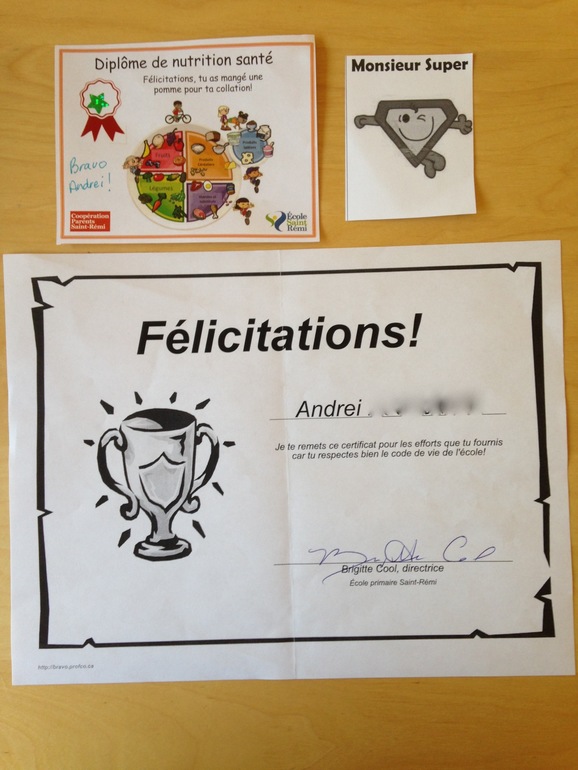 Diplôme de nutrition santé
Félicitations, tu as mangé une
pomme pour ta collation!
Bravo
Andrei!
Fruits
Légumes
Coopération
Parents
Saint-Rémi
École
Saint
Rémi
Monsieur Super
Félicitations!
Andrei
Je te remets ce certificat pour les efforts que tu fournis
car tu respectes bien le code de vie de l'école!
Brigitte Cool, directrice
École primaire Saint-Rémi
http://bravo.prefco.ca